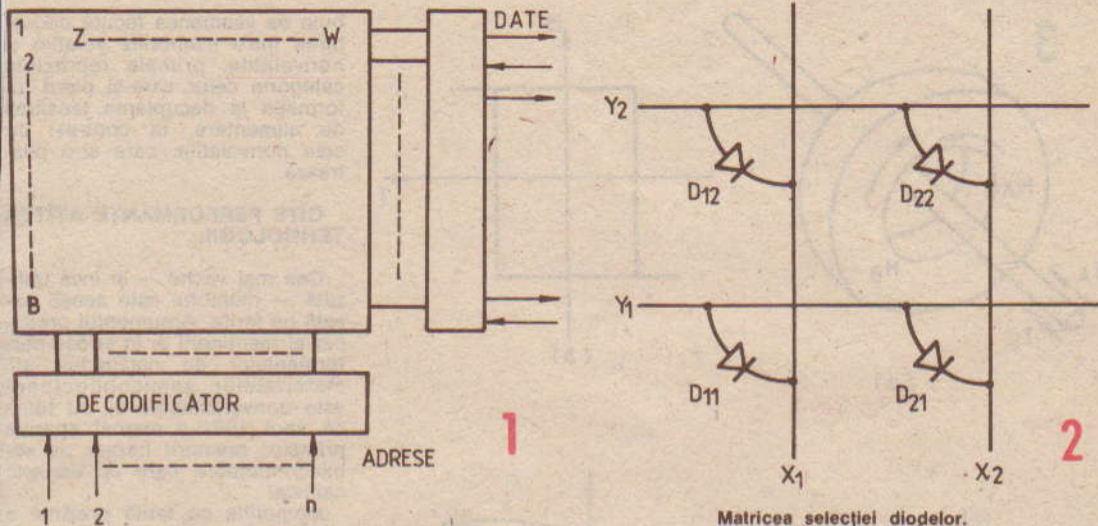 1
Z W
2
B
DECODIFICATOR
1 2 n
ADRESE
DATE
1
Y2
D12 D22
Y1
D11 D21
X1 X2
2
Matricea selecției diodelor.